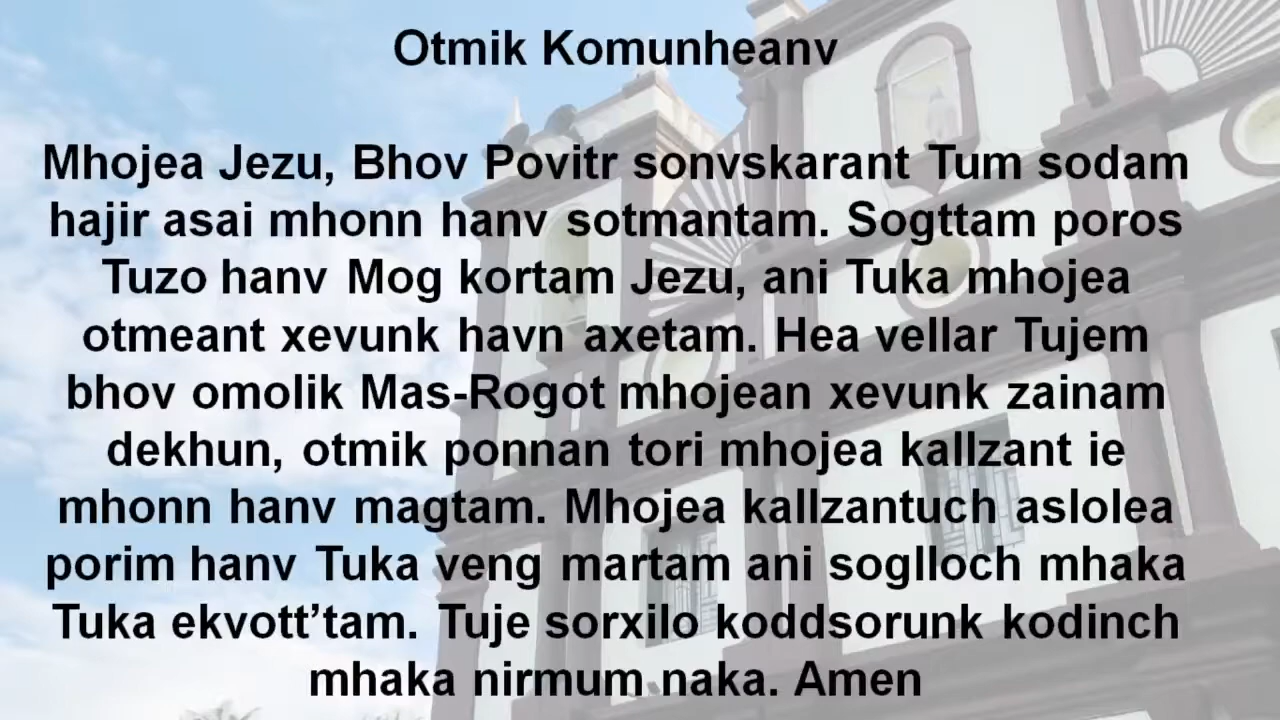 Otmik Komunheanv
Mhojea Jezu, Bhov Povitr sonvskarant Tum sodam
hajir asai mhonn hanv sotmantam. Sogttam poros
Tuzo hanv Mog kortam Jezu, ani Tuka mhojea
otmeant xevunk havn axetam. Hea vellar Tujem
bhov omolik Mas-Rogot mhojean xevunk zainam
dekhun, otmik ponnan tori mhojea kallzant ie
mhonn hanv magtam. Mhojea kallzantuch aslolea
porim hanv Tuka veng martam ani soglloch mhaka
Tuka ekvott’tam. Tuje sorxilo koddsorunk kodinch
mhaka nirmum naka. Amen